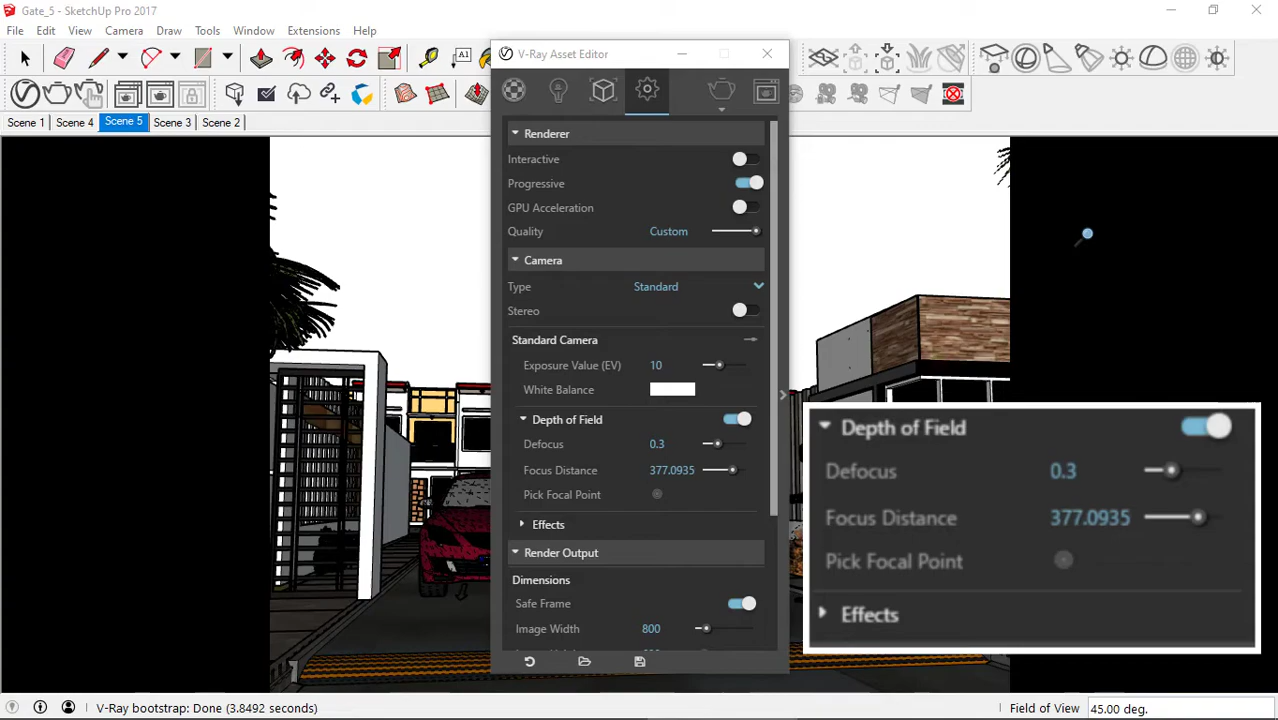 Gate_5 - SketchUp Pro 2017
File Edit View Camera Draw Tools Window Extensions Help
A1
V-Ray Asset Editor
Scene 1 Scene 4 Scene 5 Scene 3 Scene 2
Renderer
Interactive
Progressive
GPU Acceleration
Quality Custom
Camera
Type Standard
Stereo
Standard Camera
Exposure Value (EV) 10
White Balance
Depth of Field
Defocus 0.3
Focus Distance 377.0935
Pick Focal Point
Effects
Render Output
Dimensions
Safe Frame
Image Width 800
Depth of Field
Defocus 0.3
Focus Distance 377.0935
Pick Focal Point
Effects
V-Ray bootstrap: Done (3.8492 seconds)
Field of View 45.00 deg.